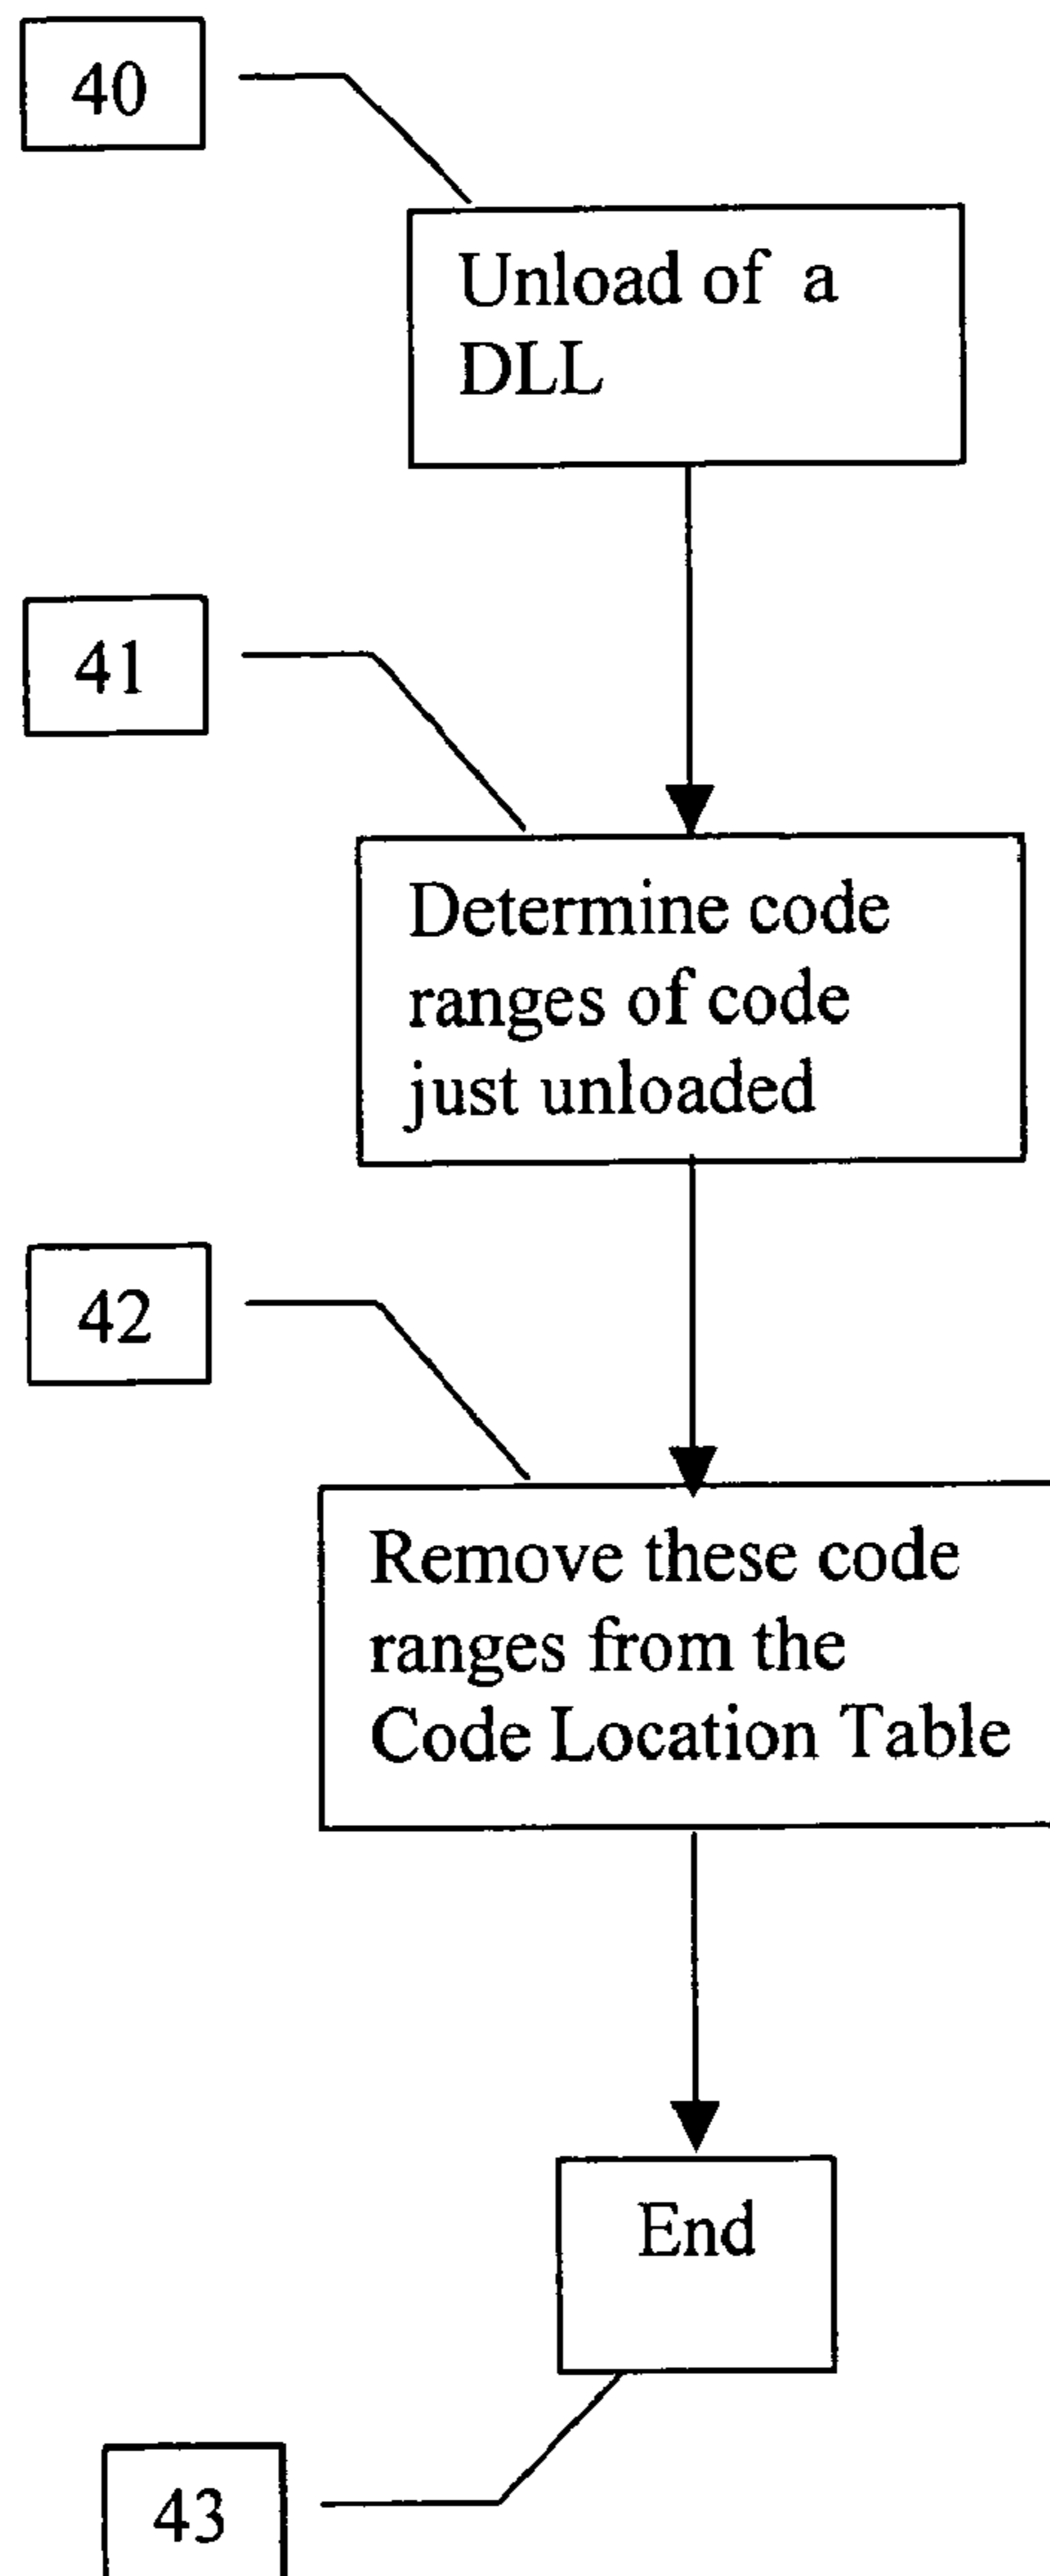 40
Unload of a
DLL
41
Determine code
ranges of code
just unloaded
42
Remove these code
ranges from the
Code Location Table
End
43